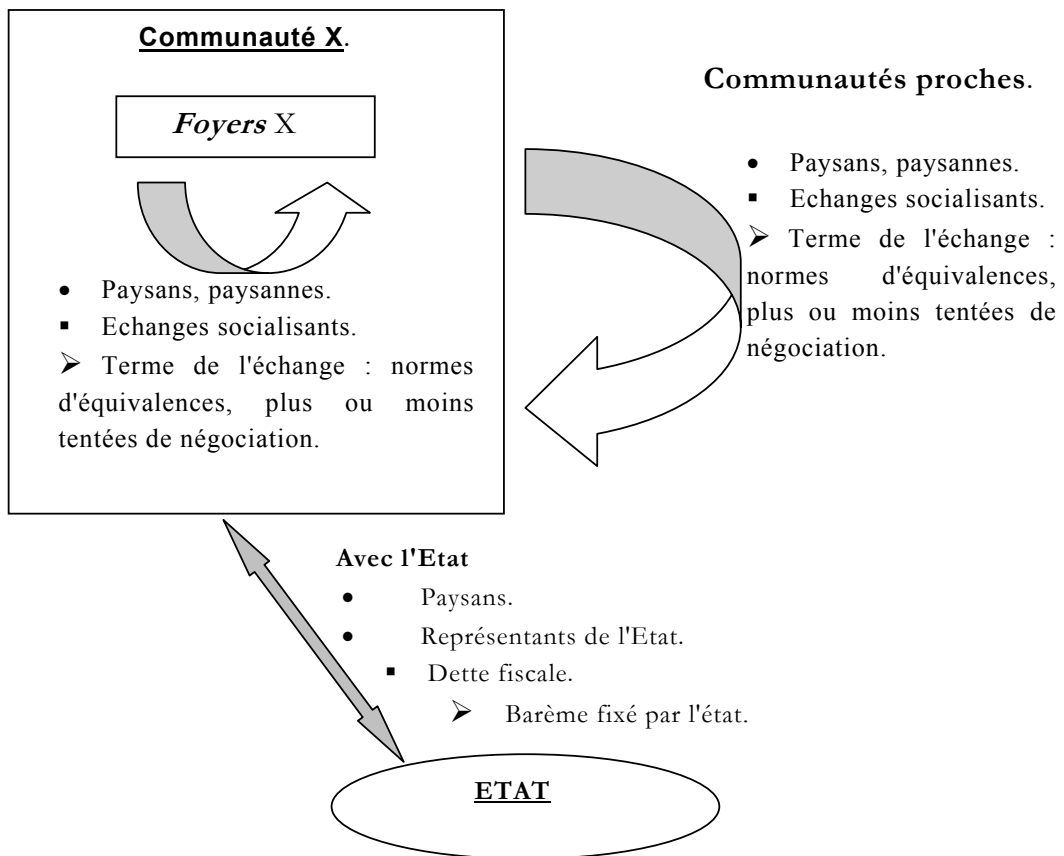 Communauté X.
Foyers X
• Paysans, paysannes.
▪ Echanges socialisants.
➢ Terme de l'échange : normes
d'équivalences, plus ou moins
tentées de négociation.
Communautés proches.
• Paysans, paysannes.
▪ Echanges socialisants.
➢ Terme de l'échange :
normes d'équivalences,
plus ou moins tentées de
négociation.
Avec l'Etat
• Paysans.
• Représentants de l'Etat.
▪ Dette fiscale.
➢ Barème fixé par l'état.
ETAT